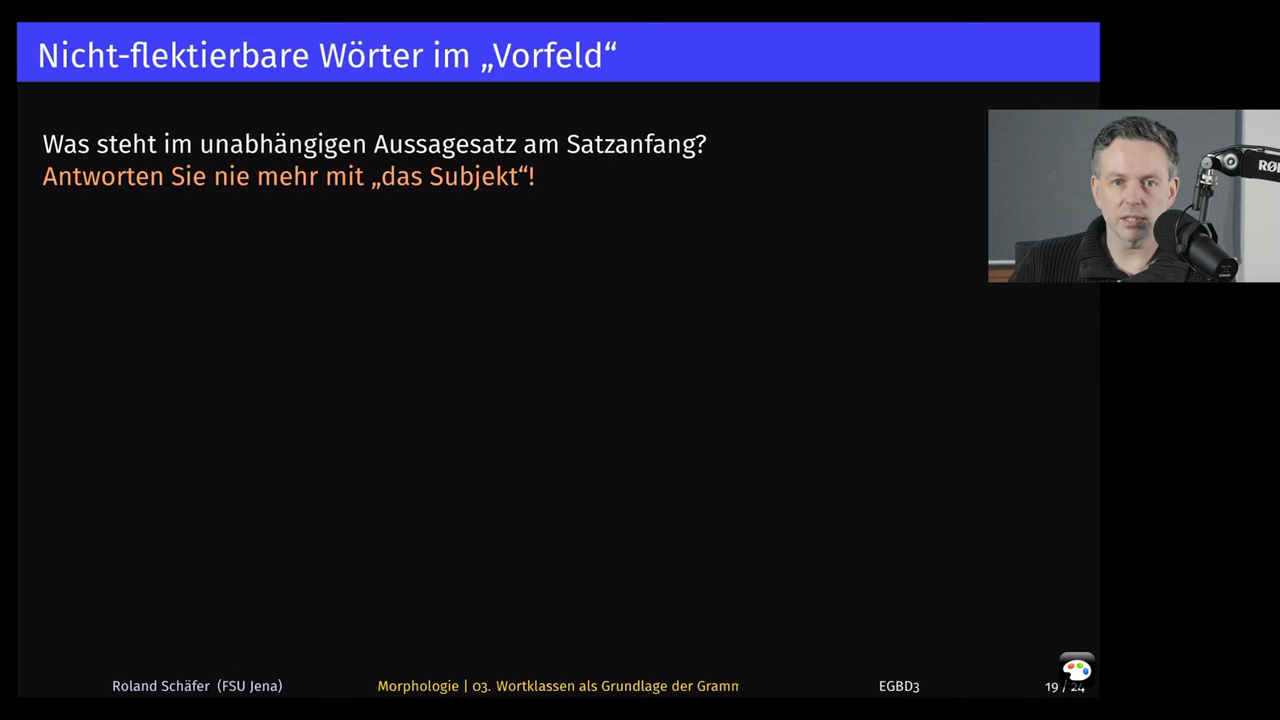 Nicht-flektierbare Wörter im „Vorfeld“
Was steht im unabhängigen Aussagesatz am Satzanfang?
Antworten Sie nie mehr mit „das Subjekt“!
Roland Schäfer (FSU Jena)
Morphologie | 03. Wortklassen als Grundlage der Gramm
EGBD3
19 / 24